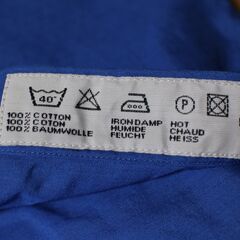 40°
P
100% COTTON
100% COTON
100% BAUMWOLLE
IRON DAMP
HUMIDE
FEUCHT
HOT
CHAUD
HEISS